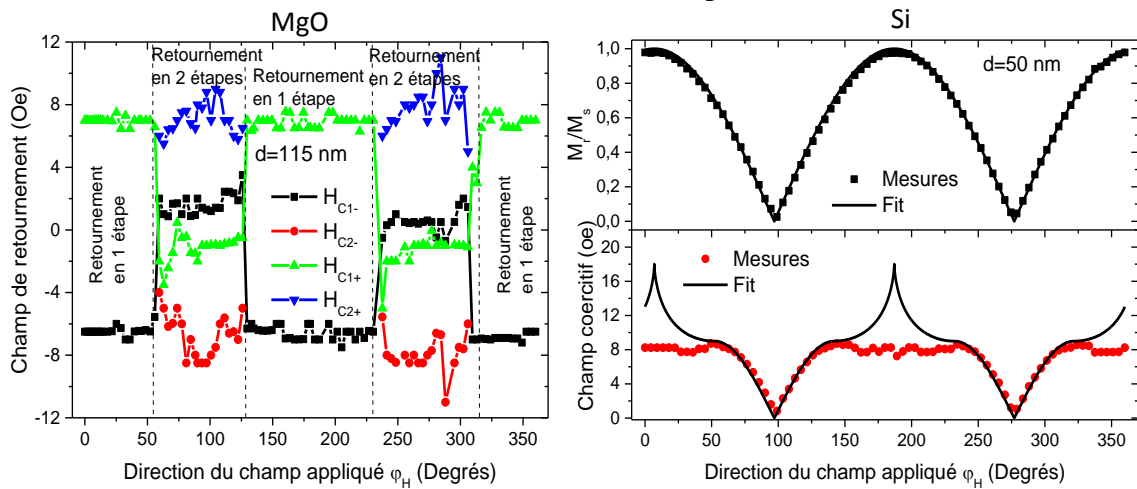 MgO
Retournement
en 2 étapes
Retournement
en 1 étape
Retournement
en 2 étapes
d=115 nm
H_C1-
H_C2-
H_C1+
H_C2+
Retournement
en 1 étape
Retournement
en 1 étape
12
8
4
0
-4
-8
-12
Champ de retournement (Oe)
0 50 100 150 200 250 300 350
Direction du champ appliqué φ_H (Degrés)
Si
1,0
0,8
0,6
0,4
0,2
0,0
M_r/M_s
d=50 nm
Mesures
Fit
20
16
12
8
4
0
Champ coercitif (oe)
Mesures
Fit
0 50 100 150 200 250 300 350
Direction du champ appliqué φ_H (Degrés)